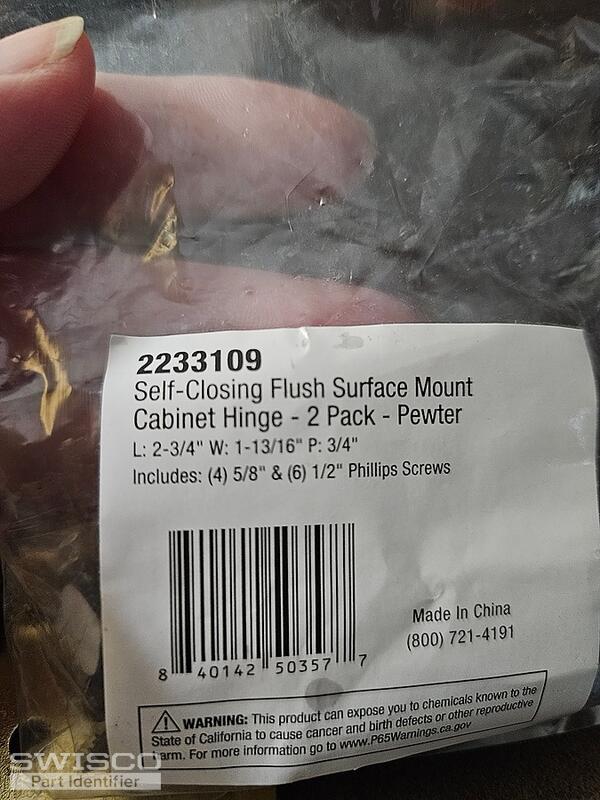 2233109
Self-Closing Flush Surface Mount
Cabinet Hinge - 2 Pack - Pewter
L: 2-3/4" W: 1-13/16" P: 3/4"
Includes: (4) 5/8" & (6) 1/2" Phillips Screws
Made In China
(800) 721-4191
8 40142 50357 7
WARNING: This product can expose you to chemicals known to the
State of California to cause cancer and birth defects or other reproductive
harm. For more information go to www.P65Warnings.ca.gov
SWISCO
Part Identifier